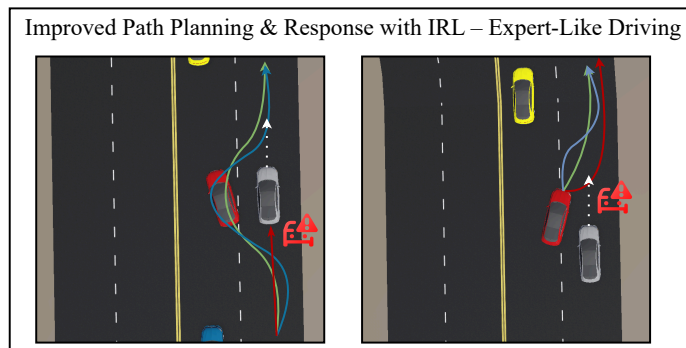 Improved Path Planning & Response with IRL – Expert-Like Driving